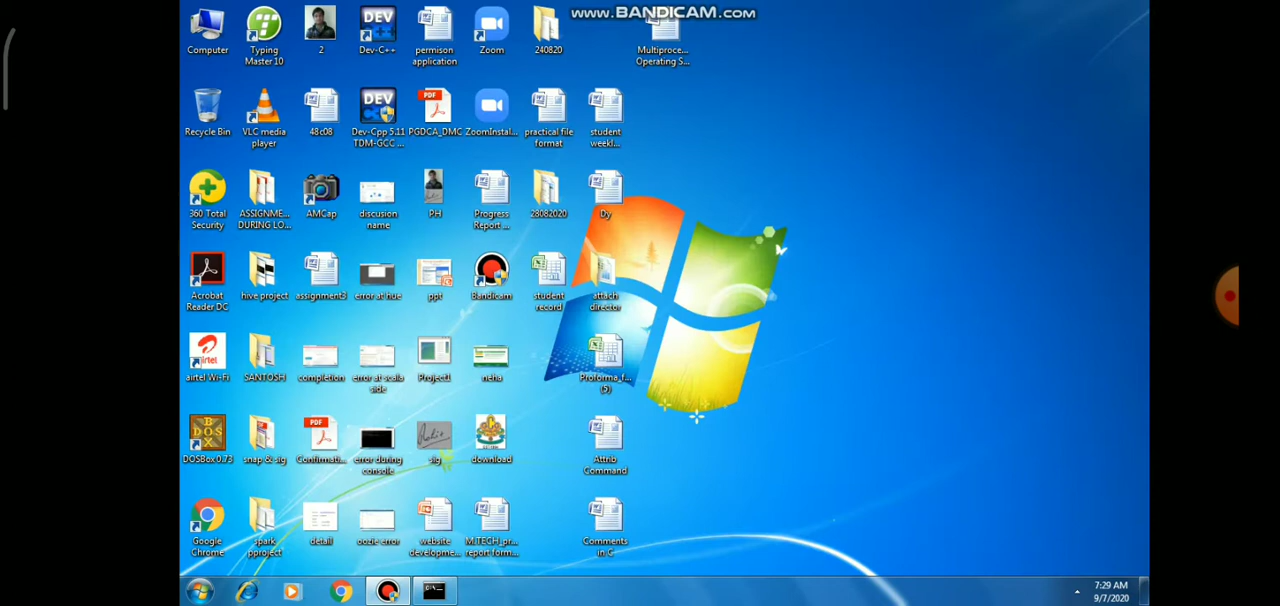 www.BANDICAM.com
Computer
Typing
Master 10
2
Dev-C++
permison
application
Zoom
240820
Multiproce...
Operating S...
Recycle Bin
VLC media
player
48c08
Dev-Cpp 5.11
TDM-GCC ...
PDF
PGDCA_DMC
ZoomInstal...
practical file
format
student
weekl...
360 Total
Security
ASSIGNME...
DURING LO...
AMCap
discusion
name
PH
Progress
Report ...
28082020
Dy
Acrobat
Reader DC
hive project
assignment3
error at hue
ppt
Bandicam
student
record
attach
director
airtel
airtel Wi-Fi
SANTOSH
completion
error at scala
side
Project1
neha
Proforma_f...
(5)
DOSBox 0.73
snap & sig
PDF
Confirmati...
error during
console
sig
download
Attrib
Command
Google
Chrome
spark
pproject
detail
oozie error
website
developme...
M.TECH_pr...
report form...
Comments
in C
7:29 AM
9/7/2020